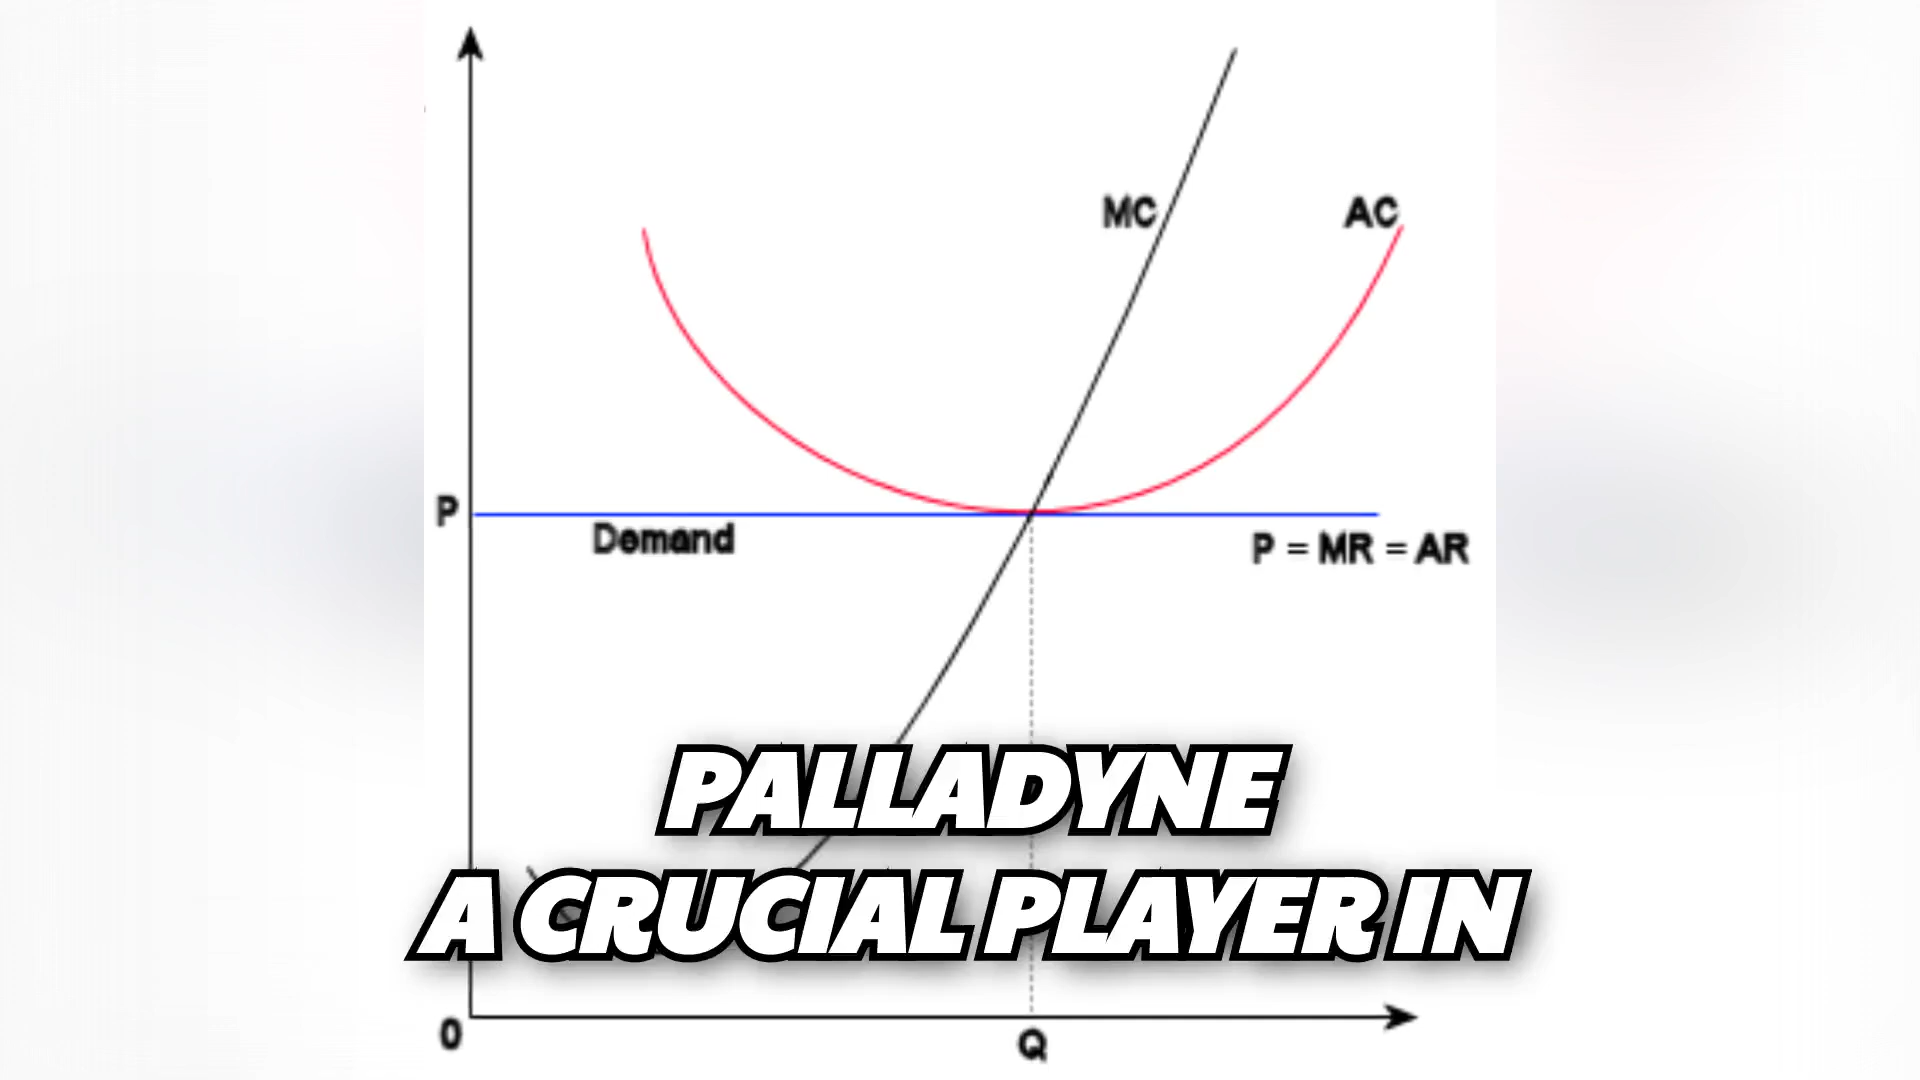 MC
AC
P
Demand
P = MR = AR
PALLADYNE
A CRUCIAL PLAYER IN
0
Q